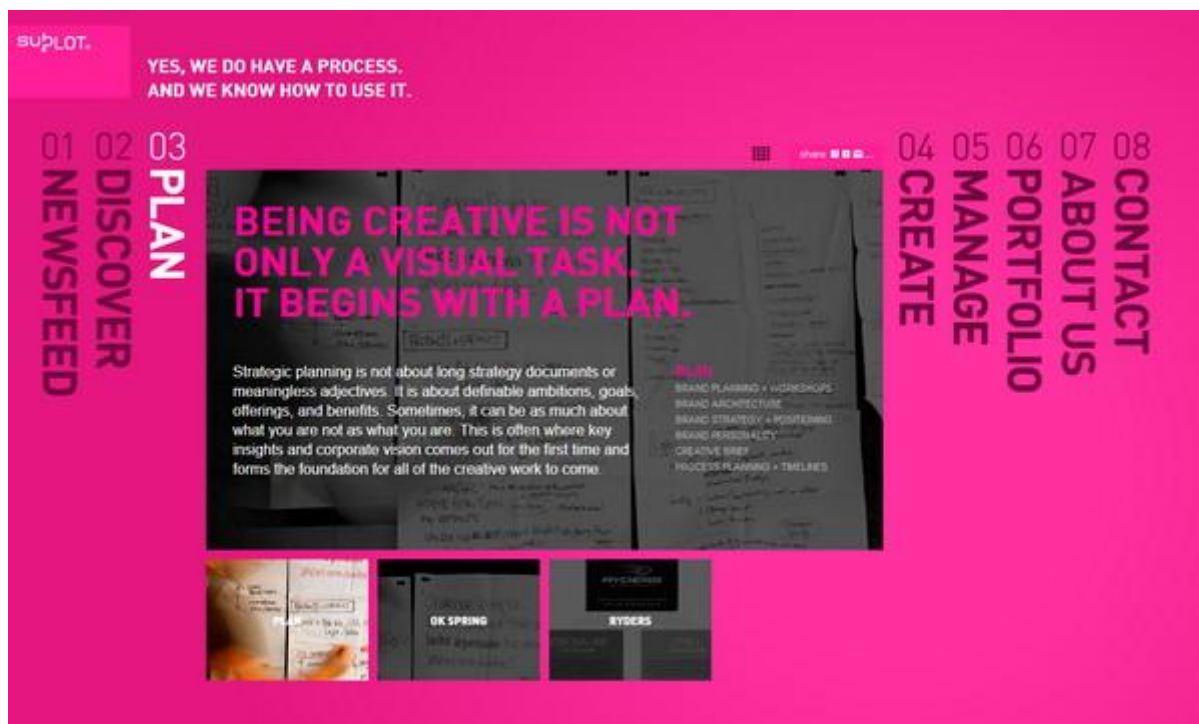 SUbLOT.
YES, WE DO HAVE A PROCESS.
AND WE KNOW HOW TO USE IT.
01 NEWSFEED
02 DISCOVER
03 PLAN
share
BEING CREATIVE IS NOT
ONLY A VISUAL TASK.
IT BEGINS WITH A PLAN.
Strategic planning is not about long strategy documents or
meaningless adjectives. It is about definable ambitions, goals,
offerings, and benefits. Sometimes, it can be as much about
what you are not as what you are. This is often where key
insights and corporate vision comes out for the first time and
forms the foundation for all of the creative work to come.
PLAN
BRAND PLANNING + WORKSHOPS
BRAND ARCHITECTURE
BRAND STRATEGY + POSITIONING
BRAND PERSONALITY
CREATIVE BRIEF
PROCESS PLANNING + TIMELINES
04 CREATE
05 MANAGE
06 PORTFOLIO
07 ABOUT US
08 CONTACT
PLAN
OK SPRING
RYDERS